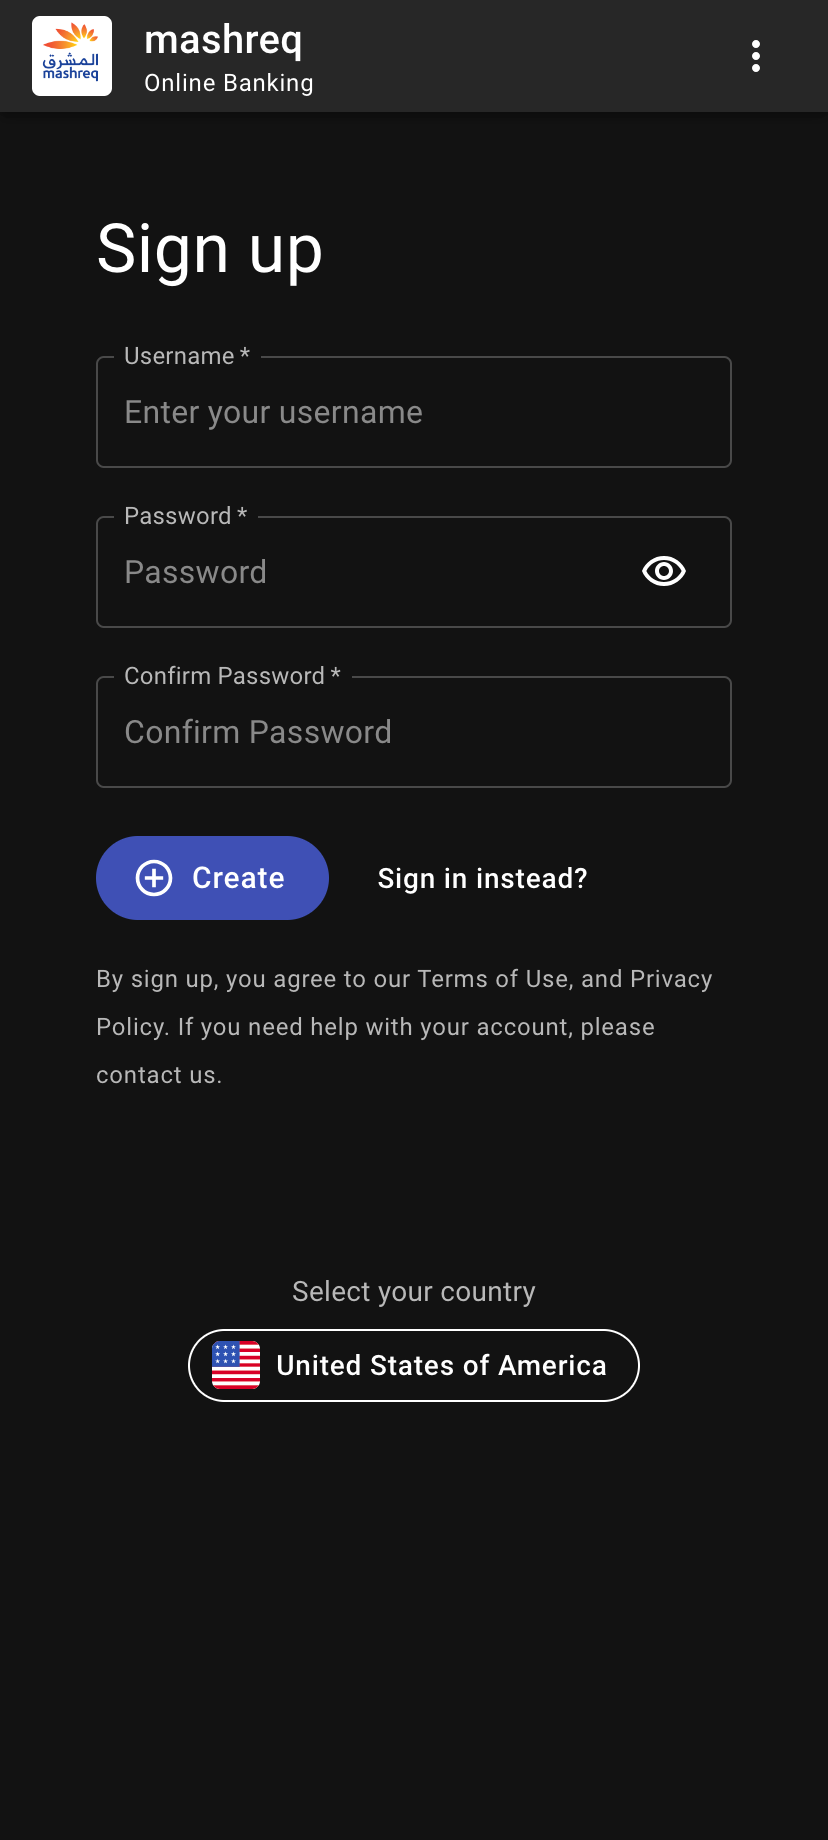 المشرق
mashreq
mashreq
Online Banking
Sign up
Username *
Enter your username
Password *
Password
Confirm Password *
Confirm Password
Create
Sign in instead?
By sign up, you agree to our Terms of Use, and Privacy
Policy. If you need help with your account, please
contact us.
Select your country
United States of America